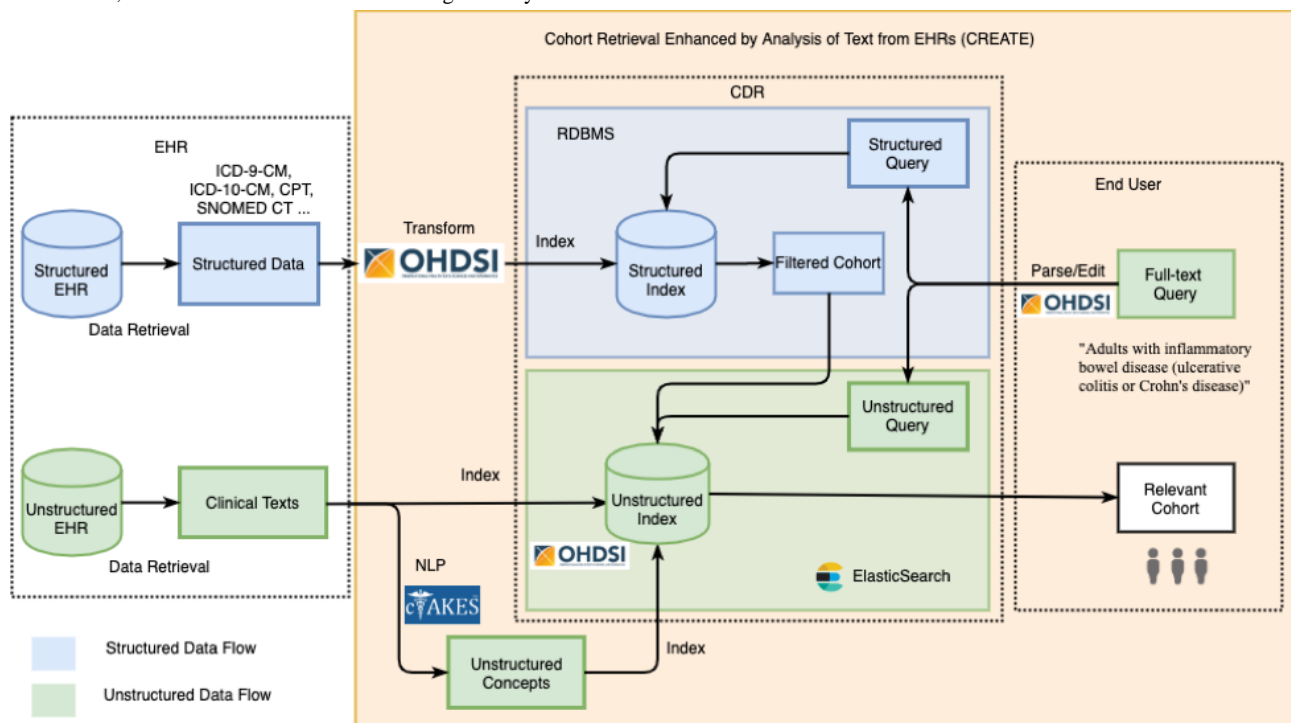 Cohort Retrieval Enhanced by Analysis of Text from EHRs (CREATE)
CDR
EHR
ICD-9-CM,
ICD-10-CM, CPT,
SNOMED CT ...
Structured
EHR
Structured Data
Data Retrieval
Transform
OHDSI
Index
RDBMS
Structured
Query
Structured
Index
Filtered Cohort
End User
Parse/Edit
OHDSI
Full-text
Query
"Adults with inflammatory
bowel disease (ulcerative
colitis or Crohn's disease)"
Unstructured
Query
Unstructured
EHR
Clinical Texts
Data Retrieval
Index
Unstructured
Index
OHDSI
ElasticSearch
Relevant
Cohort
NLP
cTAKES
Unstructured
Concepts
Index
Structured Data Flow
Unstructured Data Flow